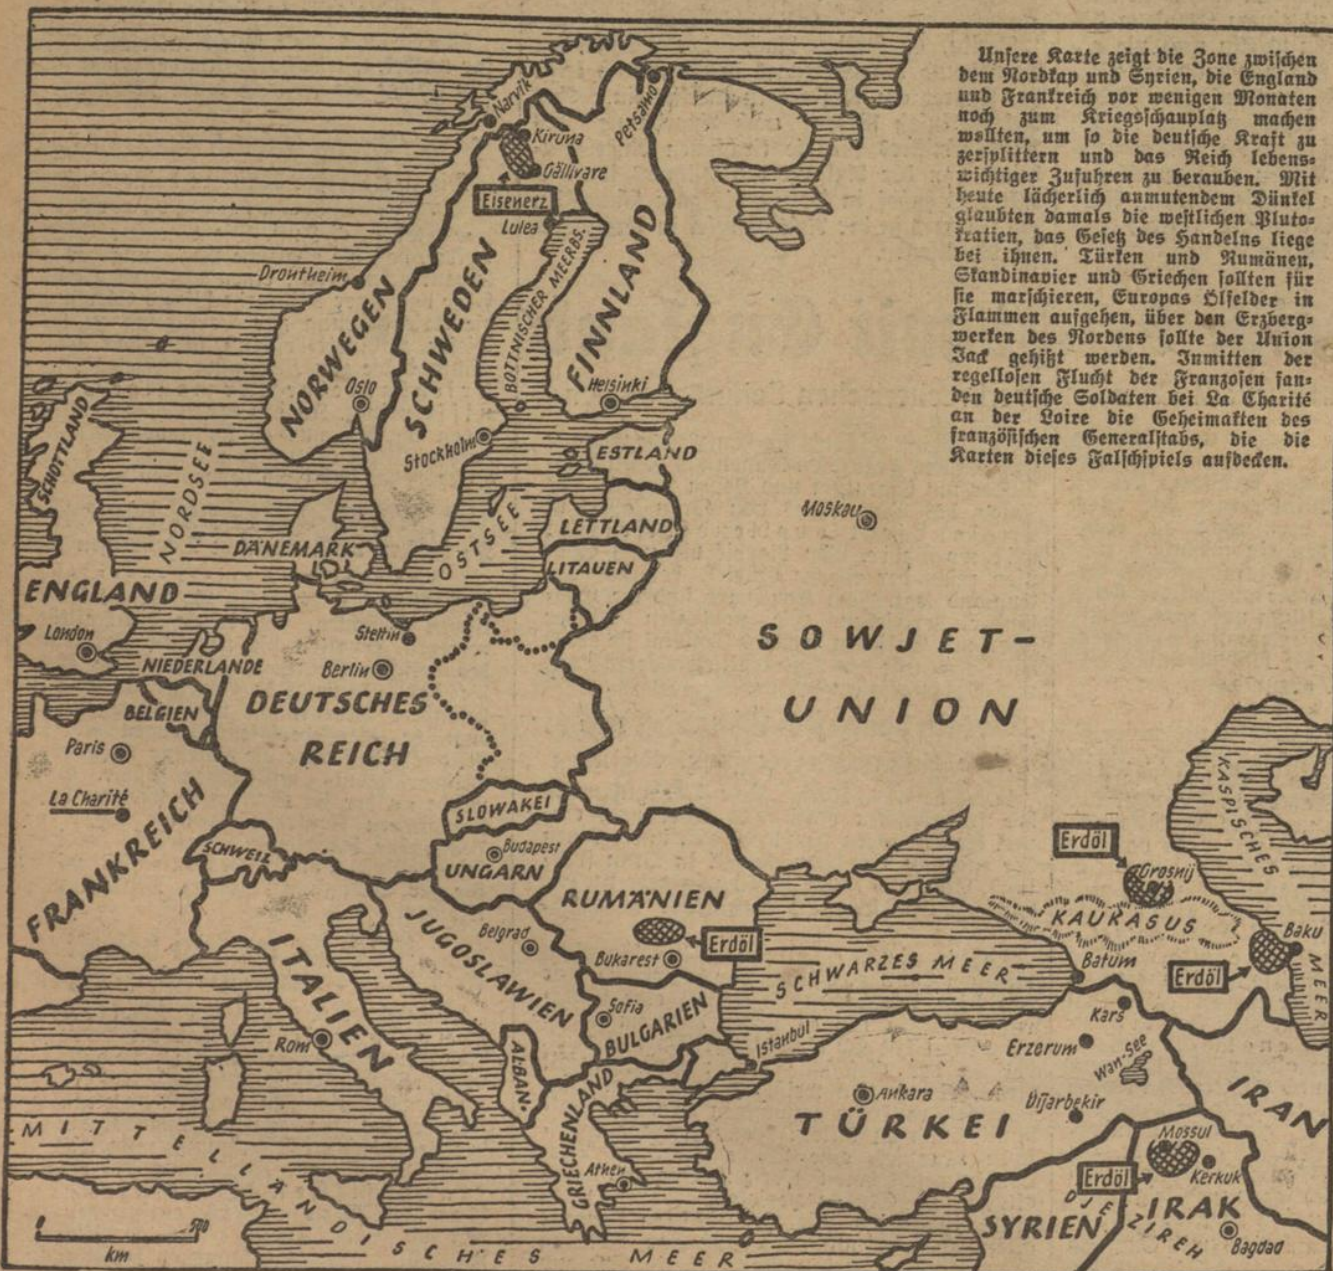 Unsere Karte zeigt die Zone zwischen
dem Nordkap und Syrien, die England
und Frankreich vor wenigen Monaten
noch zum Kriegsschauplatz machen
wollten, um so die deutsche Kraft zu
zersplittern und das Reich lebens-
wichtiger Zufuhren zu berauben. Mit
heute lächerlich anmutendem Dünkel
glaubten damals die westlichen Pluto-
kratien, das Gesetz des Handelns liege
bei ihnen. Türken und Rumänen,
Skandinavier und Griechen sollten für
sie marschieren, Europas Ölfelder in
Flammen aufgehen, über den Erzberg-
werken des Nordens sollte der Union
Jack gehißt werden. Inmitten der
regellosen Flucht der Franzosen fan-
den deutsche Soldaten bei La Charité
an der Loire die Geheimakten des
französischen Generalstabs, die die
Karten dieses Falschspiels aufdecken.
Narvik
Petsamo
Kiruna
Gällivare
Eisenerz
Lulea
Drontheim
NORWEGEN
SCHWEDEN
BOTTNISCHER MEERBS.
FINNLAND
Oslo
Helsinki
Stockholm
SCHOTTLAND
NORDSEE
ESTLAND
Moskau
LETTLAND
DÄNEMARK
OSTSEE
LITAUEN
ENGLAND
London
Stettin
SOWJET-
UNION
NIEDERLANDE
Berlin
DEUTSCHES
REICH
BELGIEN
Paris
La Charité
FRANKREICH
SLOWAKEI
SCHWEIZ
Budapest
UNGARN
KASPISCHES
MEER
Erdöl
Grosnij
KAUKASUS
RUMÄNIEN
Erdöl
Bukarest
Belgrad
JUGOSLAWIEN
ITALIEN
SCHWARZES MEER
Batum
Erdöl
Baku
Sofia
BULGARIEN
Rom
ALBAN.
Istanbul
Kars
Erzerum
Wan-See
IRAN
Ankara
Dijarbekir
TÜRKEI
GRIECHENLAND
Athen
Mossul
Erdöl
Kerkuk
IRAK
SYRIEN
DJEZIREH
Bagdad
MITTELLÄNDISCHES MEER
0 500
km